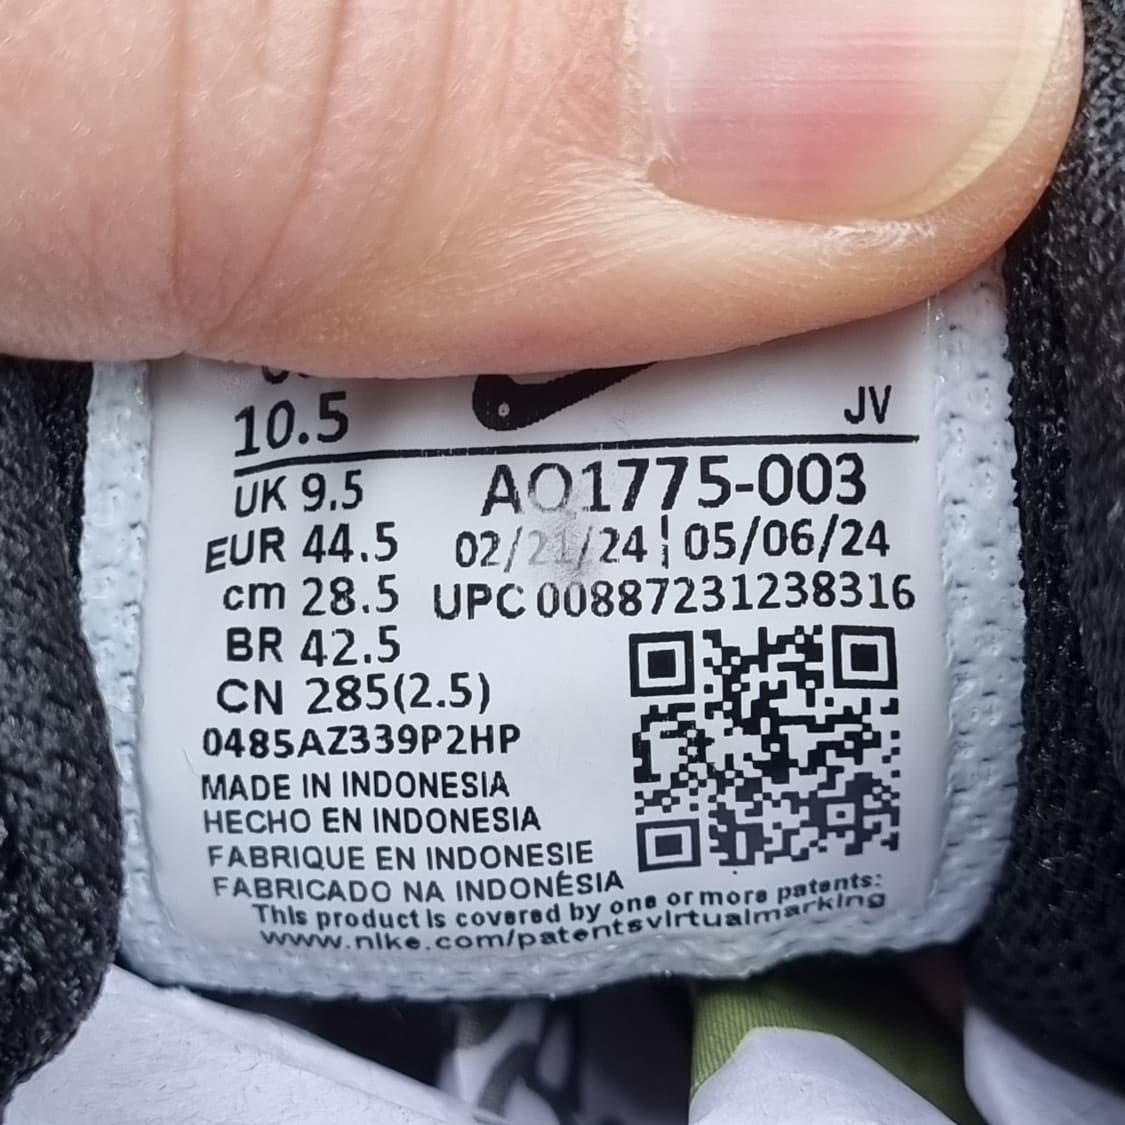 10.5
JV
UK 9.5
AO1775-003
EUR 44.5
02/21/24 05/06/24
cm 28.5
UPC 00887231238316
BR 42.5
CN 285(2.5)
0485AZ339P2HP
MADE IN INDONESIA
HECHO EN INDONESIA
FABRIQUE EN INDONESIE
FABRICADO NA INDONÉSIA
This product is covered by one or more patents:
www.nike.com/patentsvirtualmarking